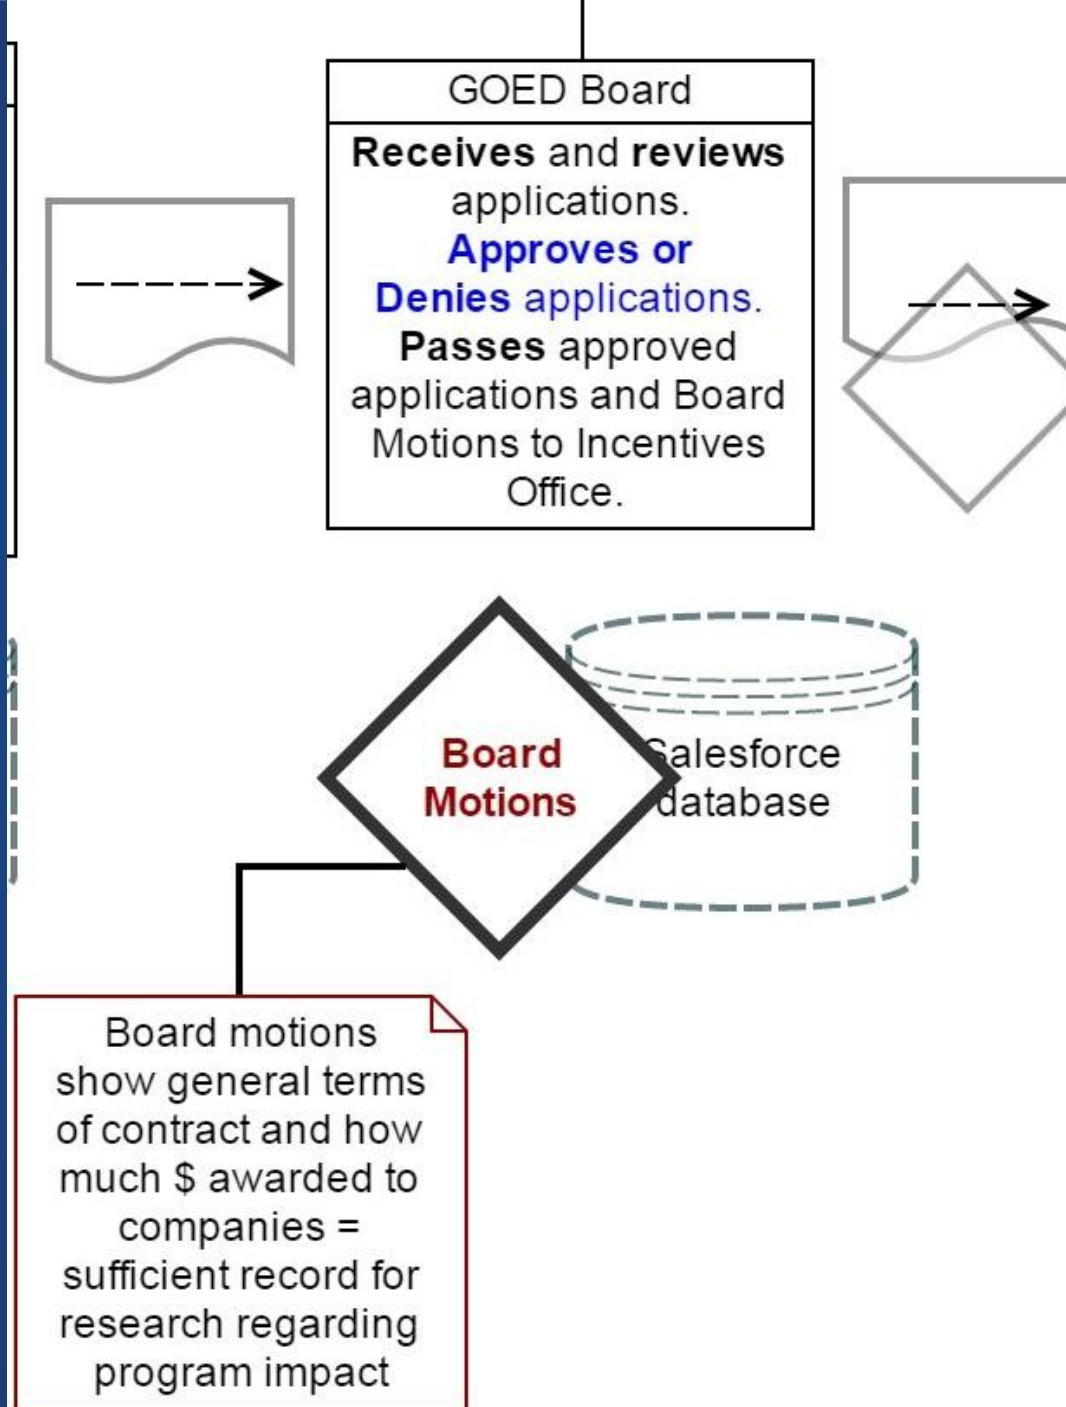 GOED Board
Receives and reviews
applications.
Approves or
Denies applications.
Passes approved
applications and Board
Motions to Incentives
Office.
Board
Motions
Salesforce
database
Board motions
show general terms
of contract and how
much $ awarded to
companies =
sufficient record for
research regarding
program impact